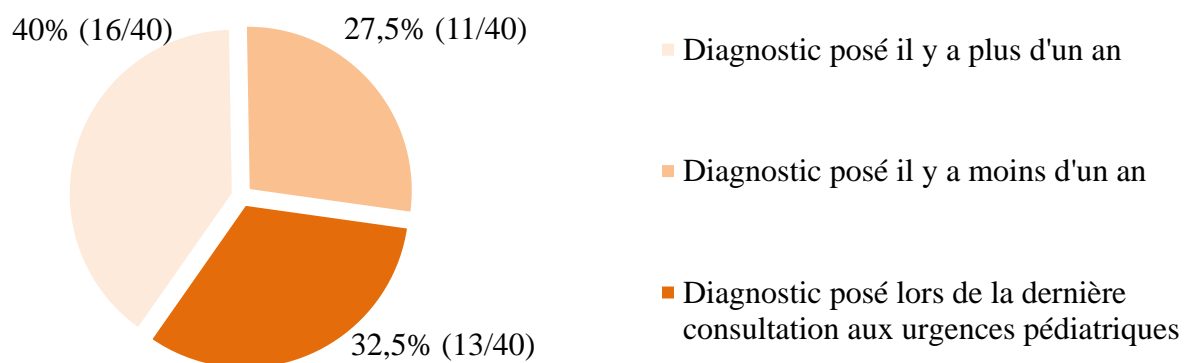 40% (16/40)
27,5% (11/40)
32,5% (13/40)
Diagnostic posé il y a plus d'un an
Diagnostic posé il y a moins d'un an
Diagnostic posé lors de la dernière
consultation aux urgences pédiatriques